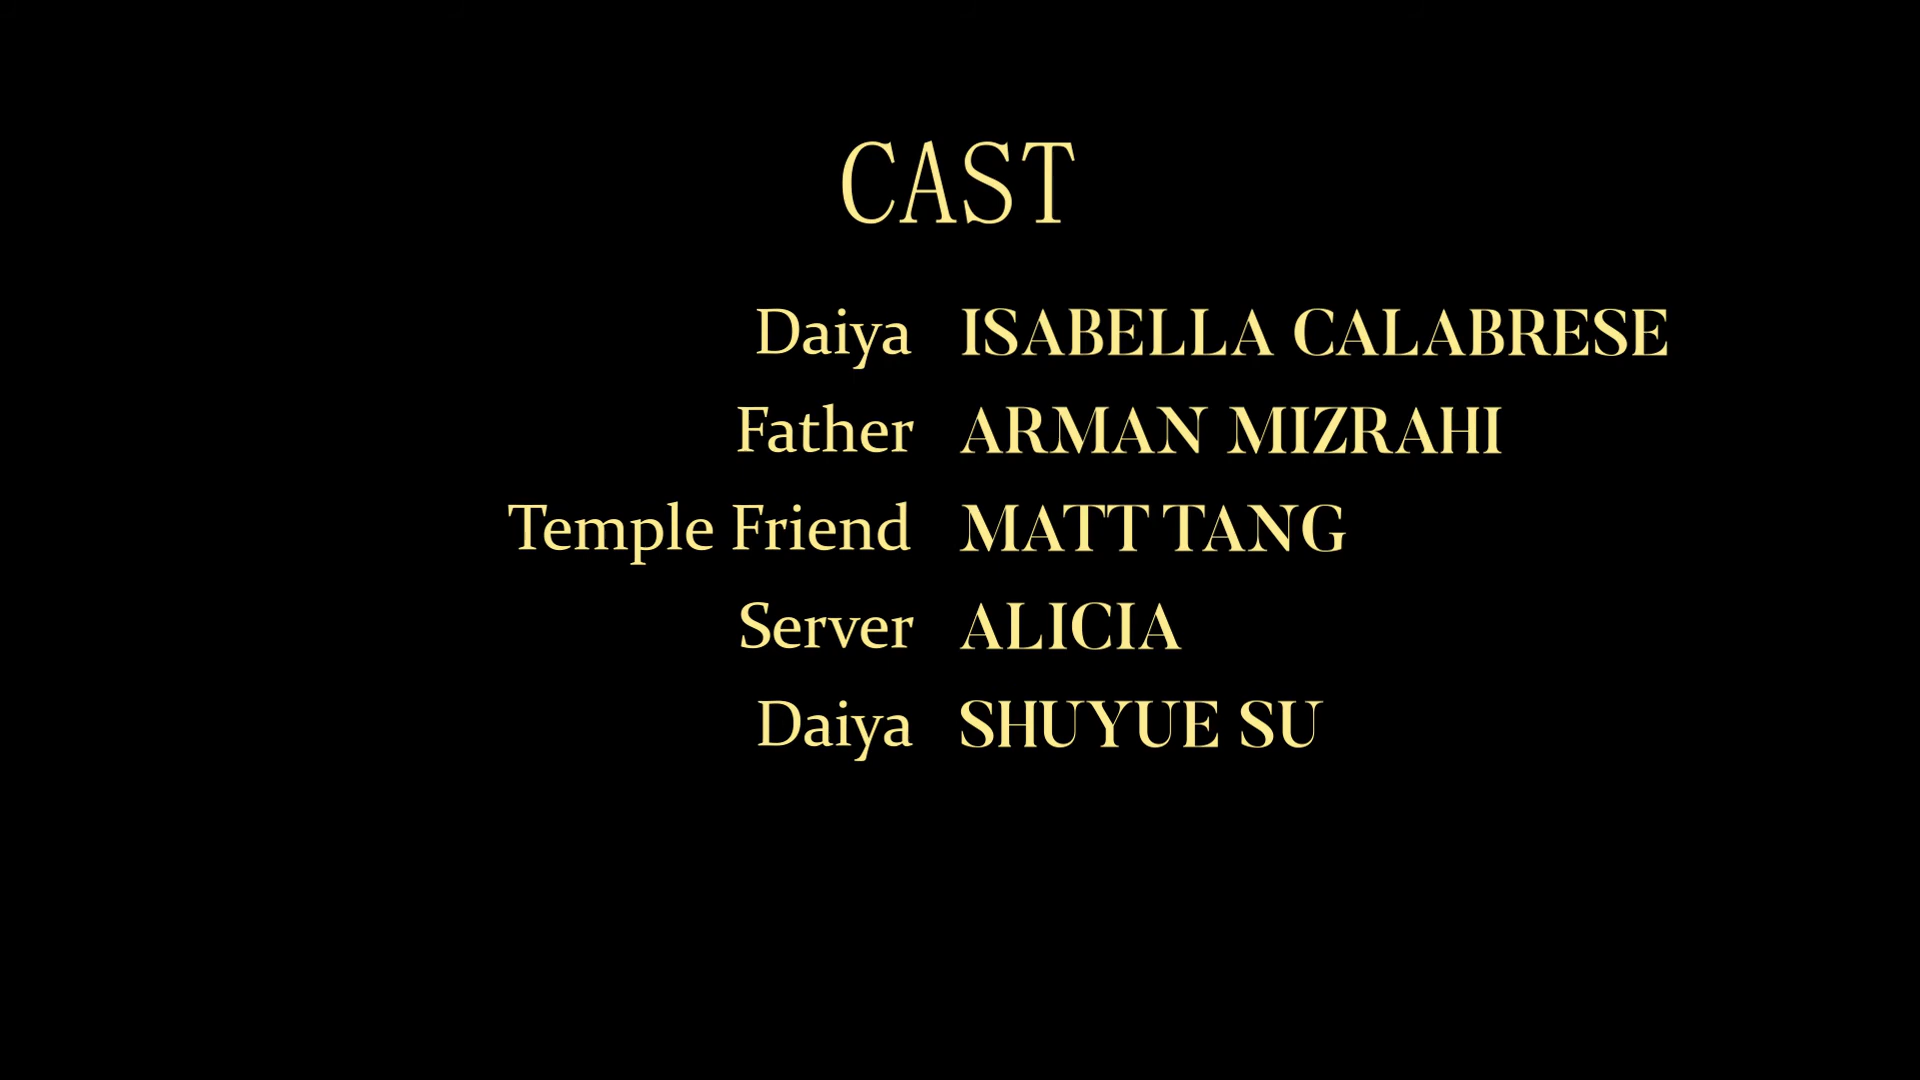 CAST
Daiya ISABELLA CALABRESE
Father ARMAN MIZRAHI
Temple Friend MATT TANG
Server ALICIA
Daiya SHUYUE SU